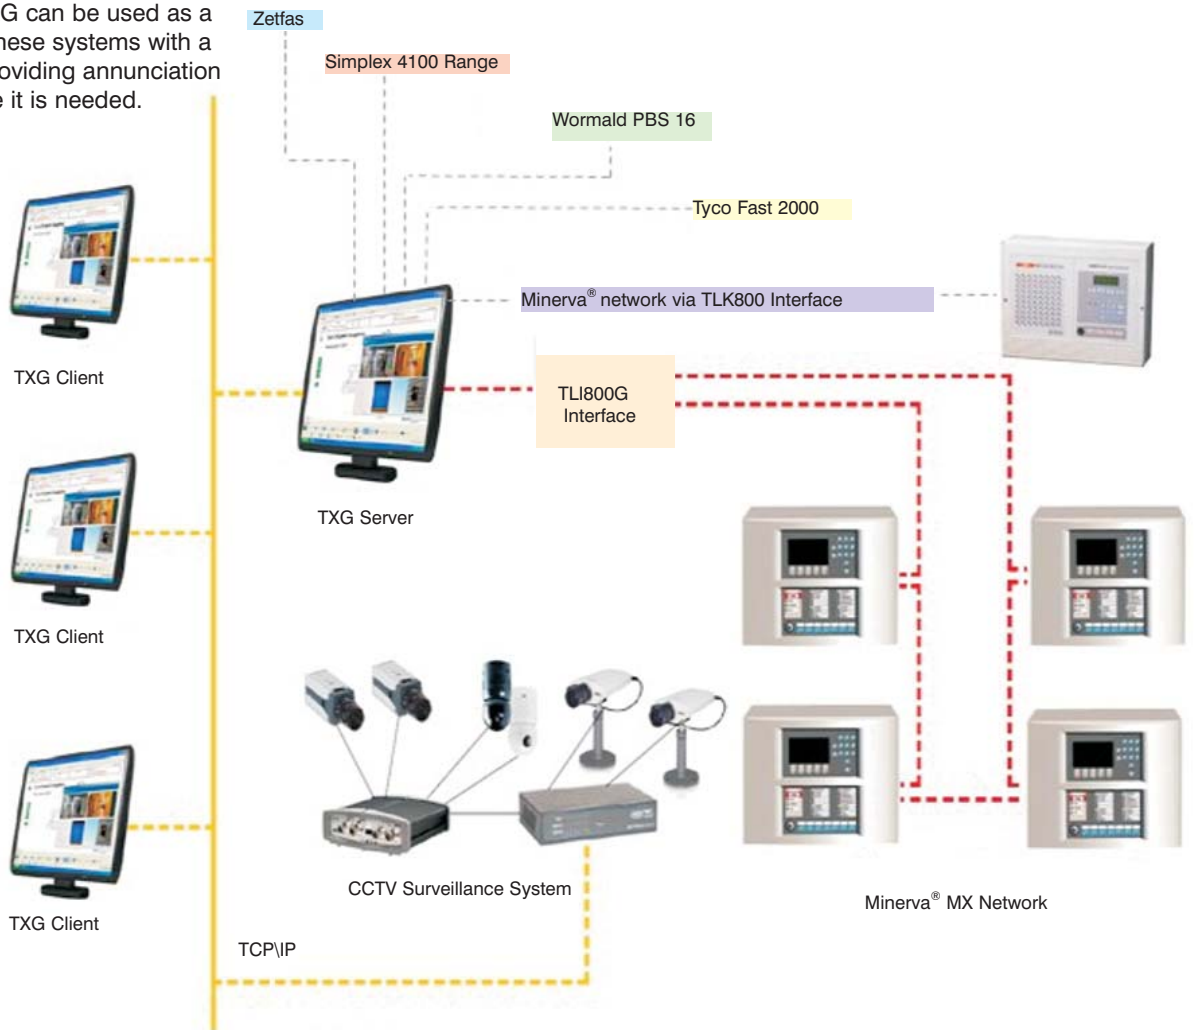 G can be used as a
hese systems with a
oviding annunciation
e it is needed.
Zetfas
Simplex 4100 Range
Wormald PBS 16
Tyco Fast 2000
Minerva® network via TLK800 Interface
TLI800G
Interface
TXG Client
TXG Server
TXG Client
CCTV Surveillance System
Minerva® MX Network
TXG Client
TCP\IP